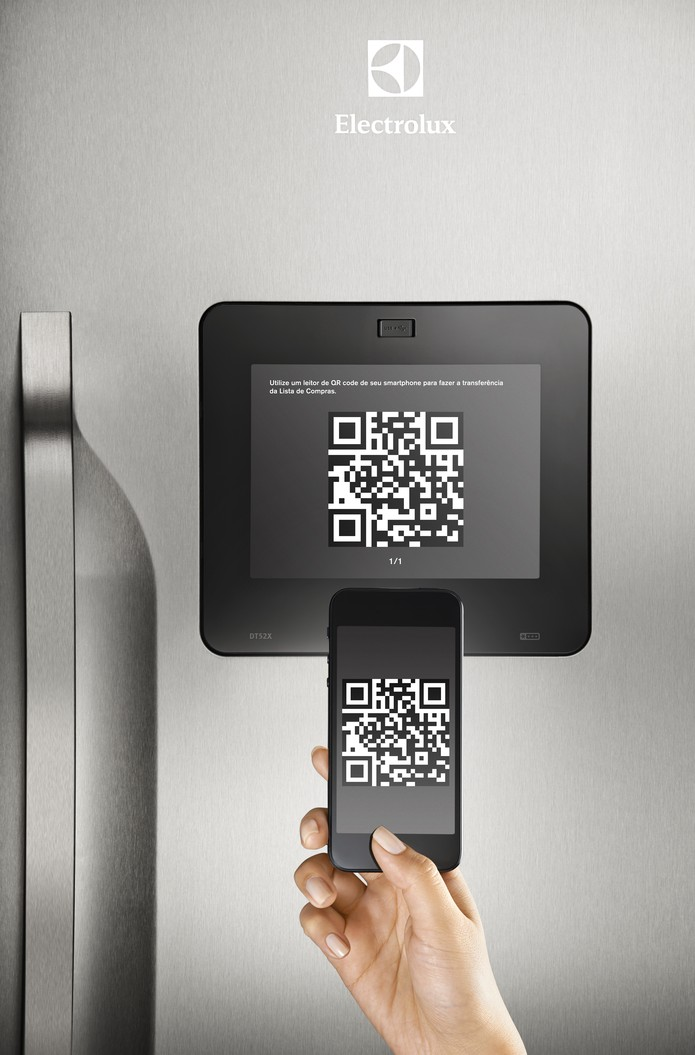 Electrolux
Utilize um leitor de QR code de seu smartphone para fazer a transferência
da Lista de Compras.
1/1
DT52X